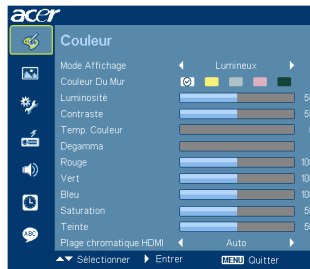 acer
Couleur
Mode Affichage Lumineux
Couleur Du Mur
Luminosité
Contraste
Temp. Couleur
Degamma
Rouge
Vert
Bleu
Saturation
Teinte
Plage chromatique HDMI Auto
Sélectionner Entrer MENU Quitter
ABC